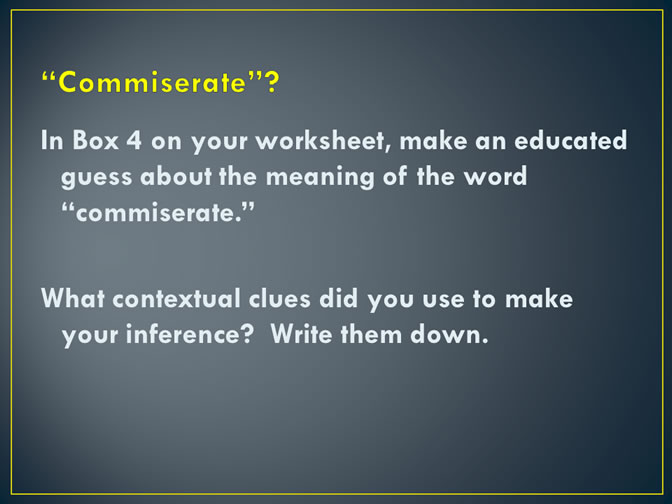 “Commiserate”?
In Box 4 on your worksheet, make an educated
guess about the meaning of the word
“commiserate.”
What contextual clues did you use to make
your inference?  Write them down.